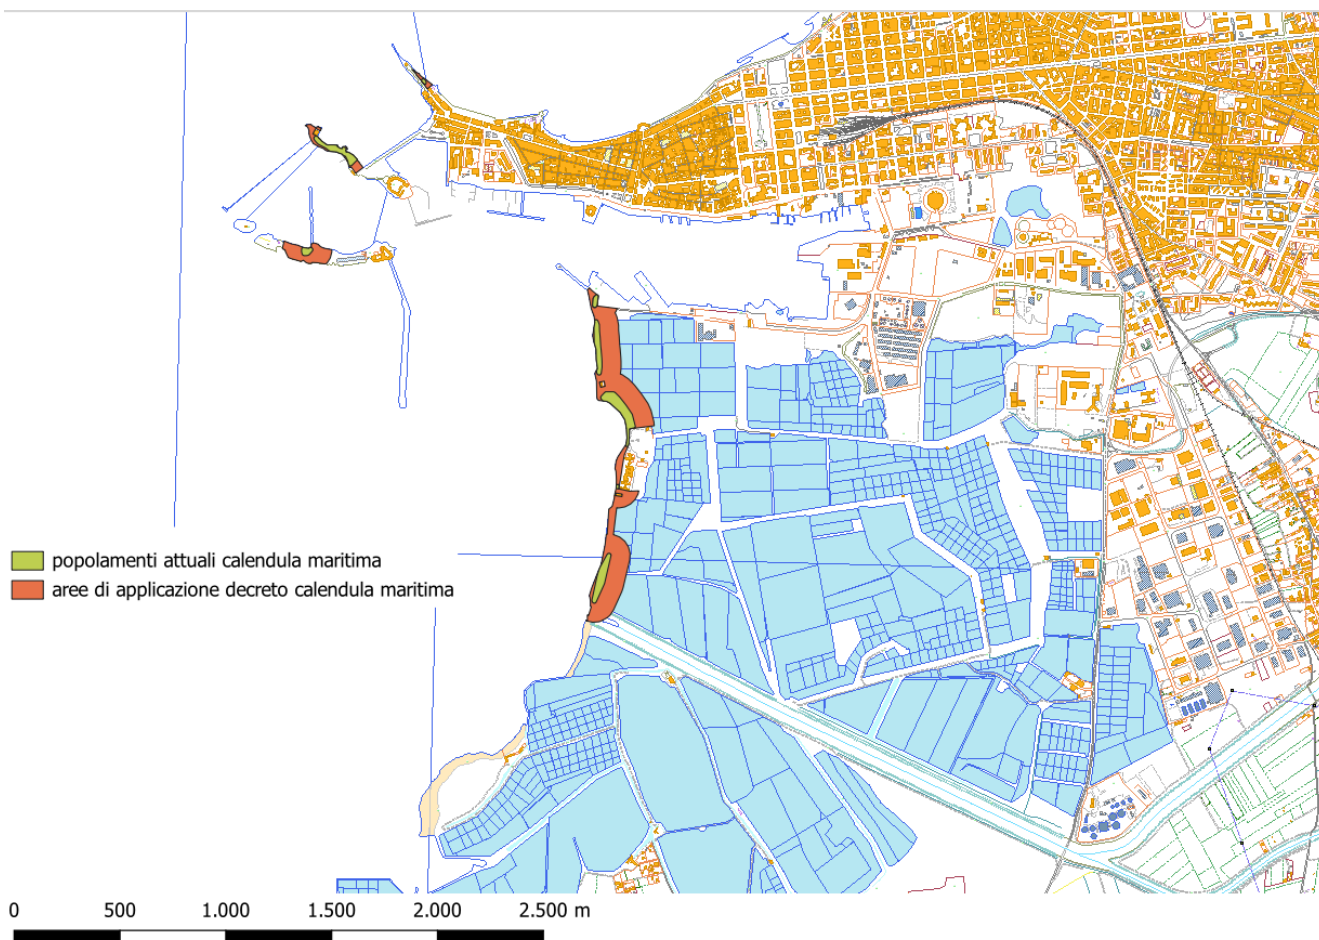 popolamenti attuali calendula maritima
aree di applicazione decreto calendula maritima
0 500 1.000 1.500 2.000 2.500 m